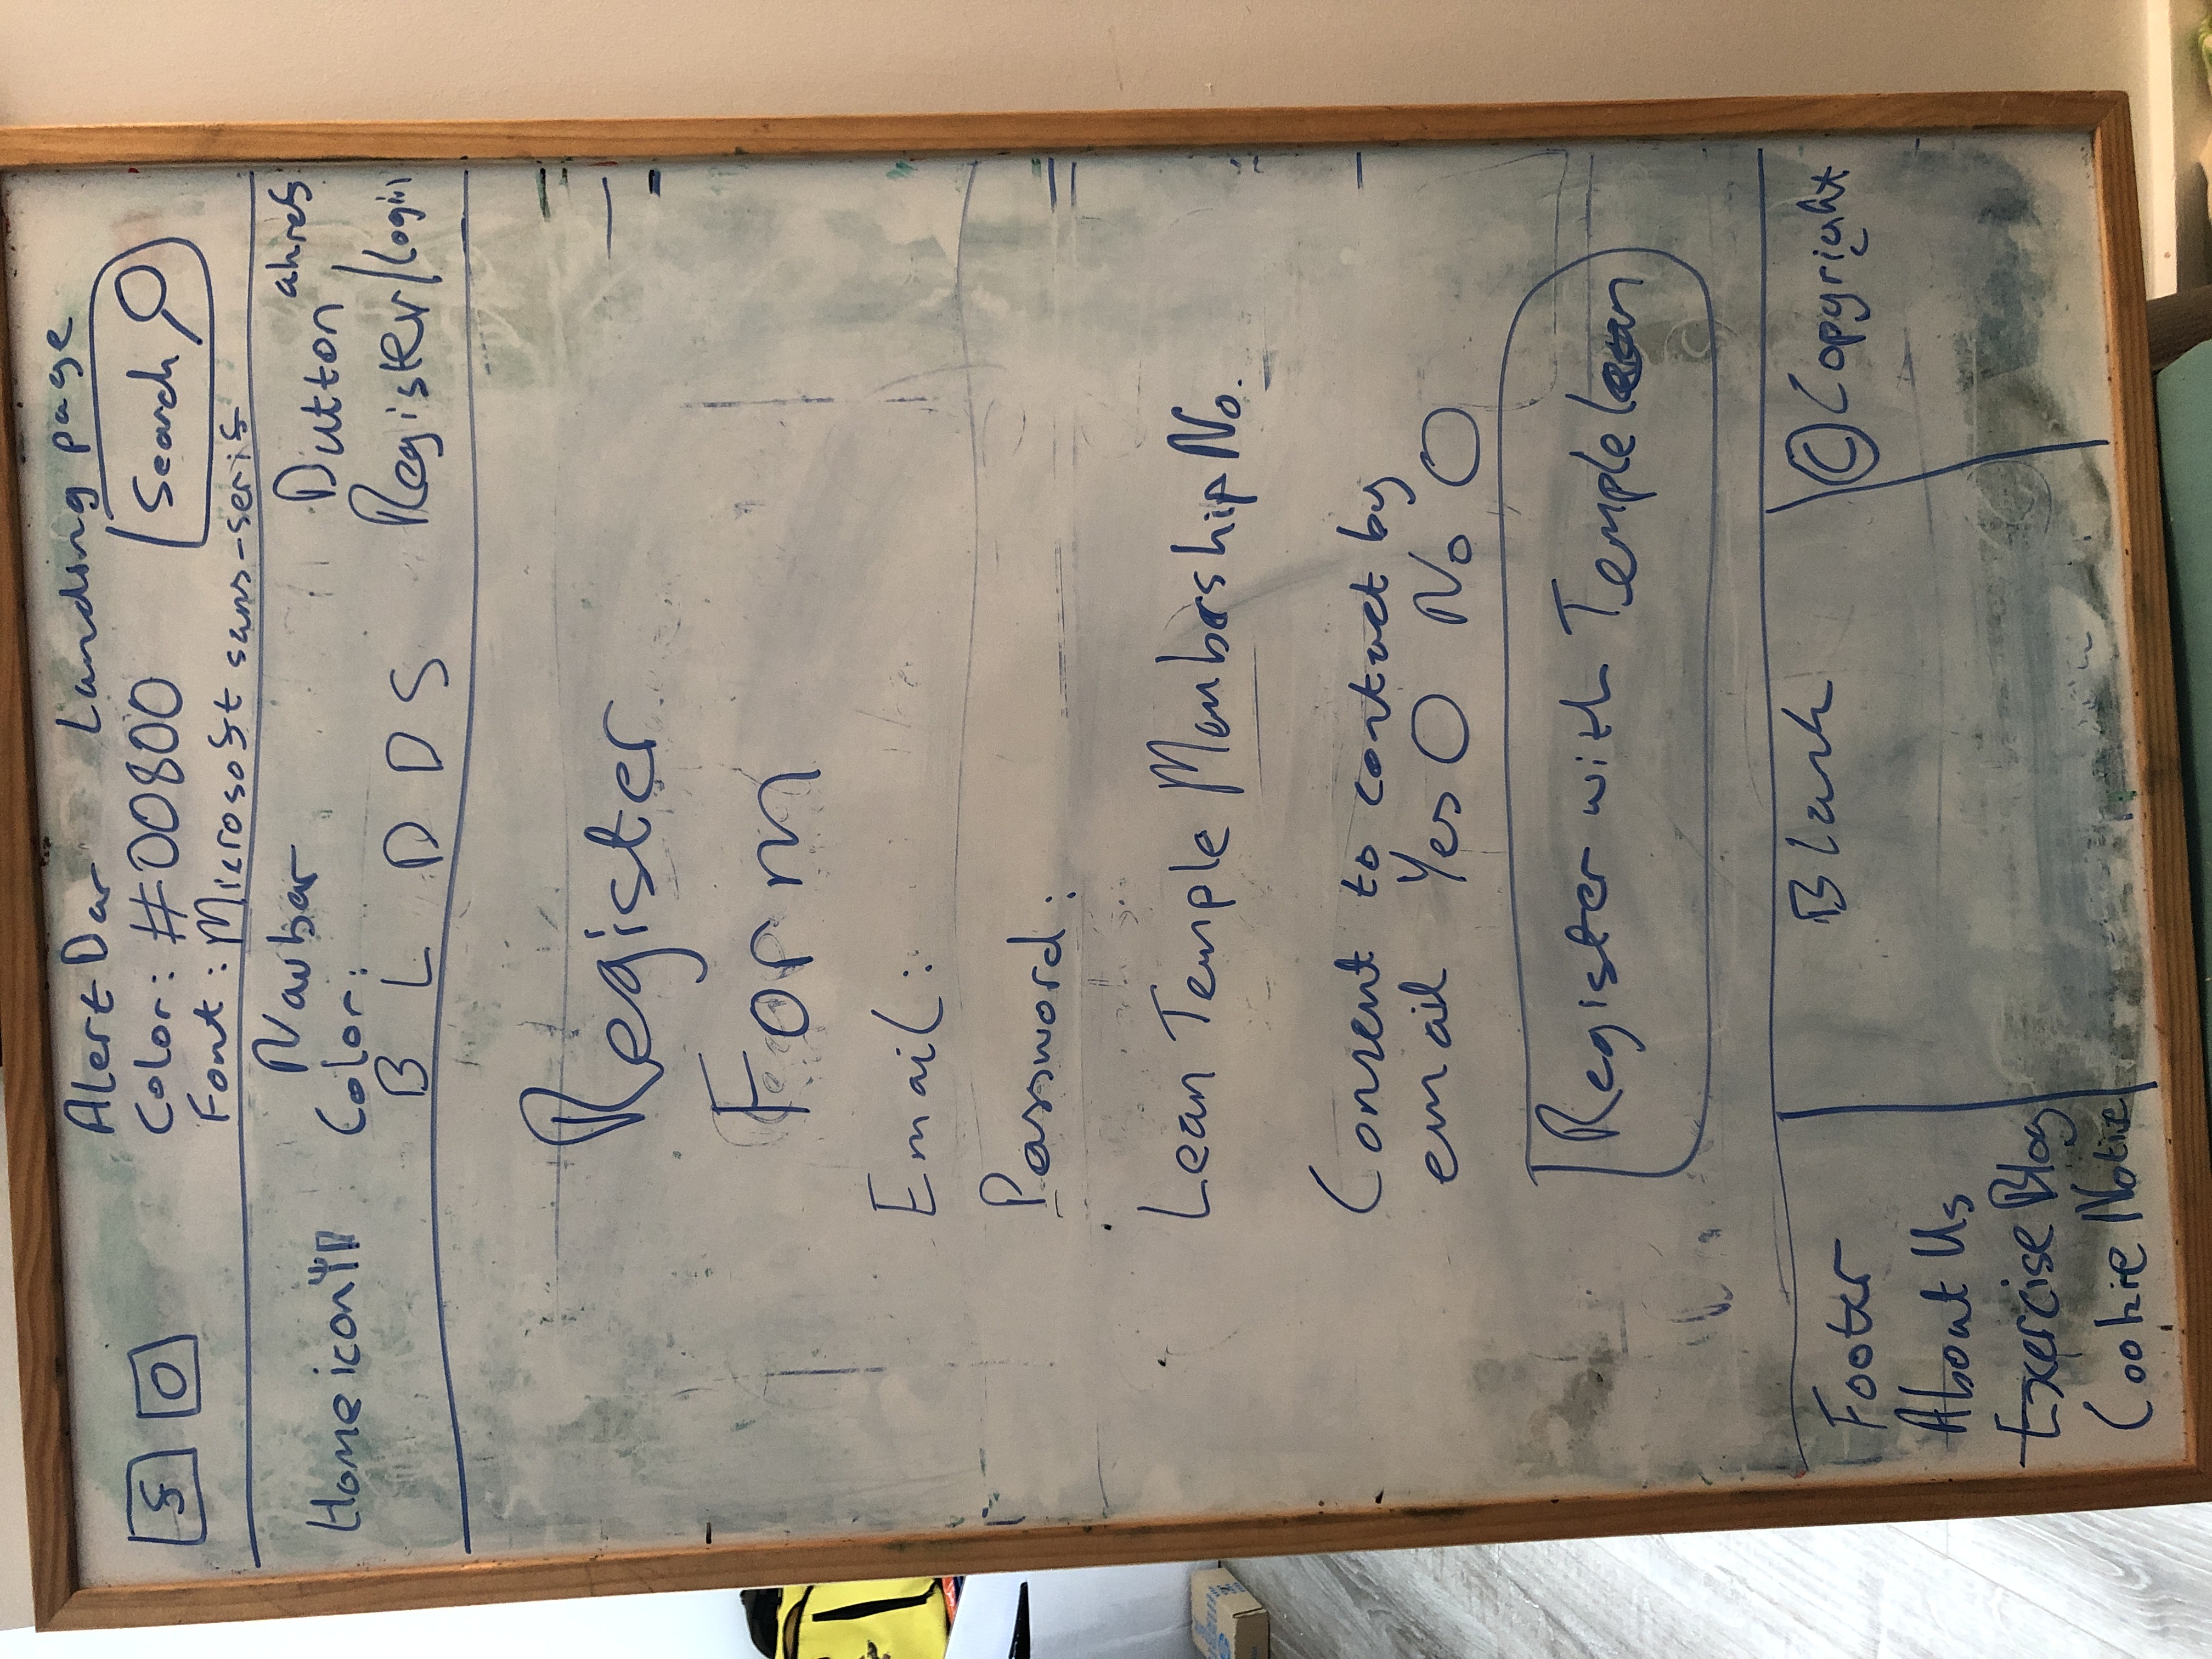 Alert Bar Landing page
f O Color: #00800 Search
Font: Microsoft sans-serif
Navbar
Home icon Color: Button ahref
B L D D S Register/Login
Register
Form
Email:
Password:
Lean Temple Membership No.
Consent to contact by
email Yes No
Register with Temple lean
Footer Blank © Copyright
About Us
Exercise Blog
Cookie Notice